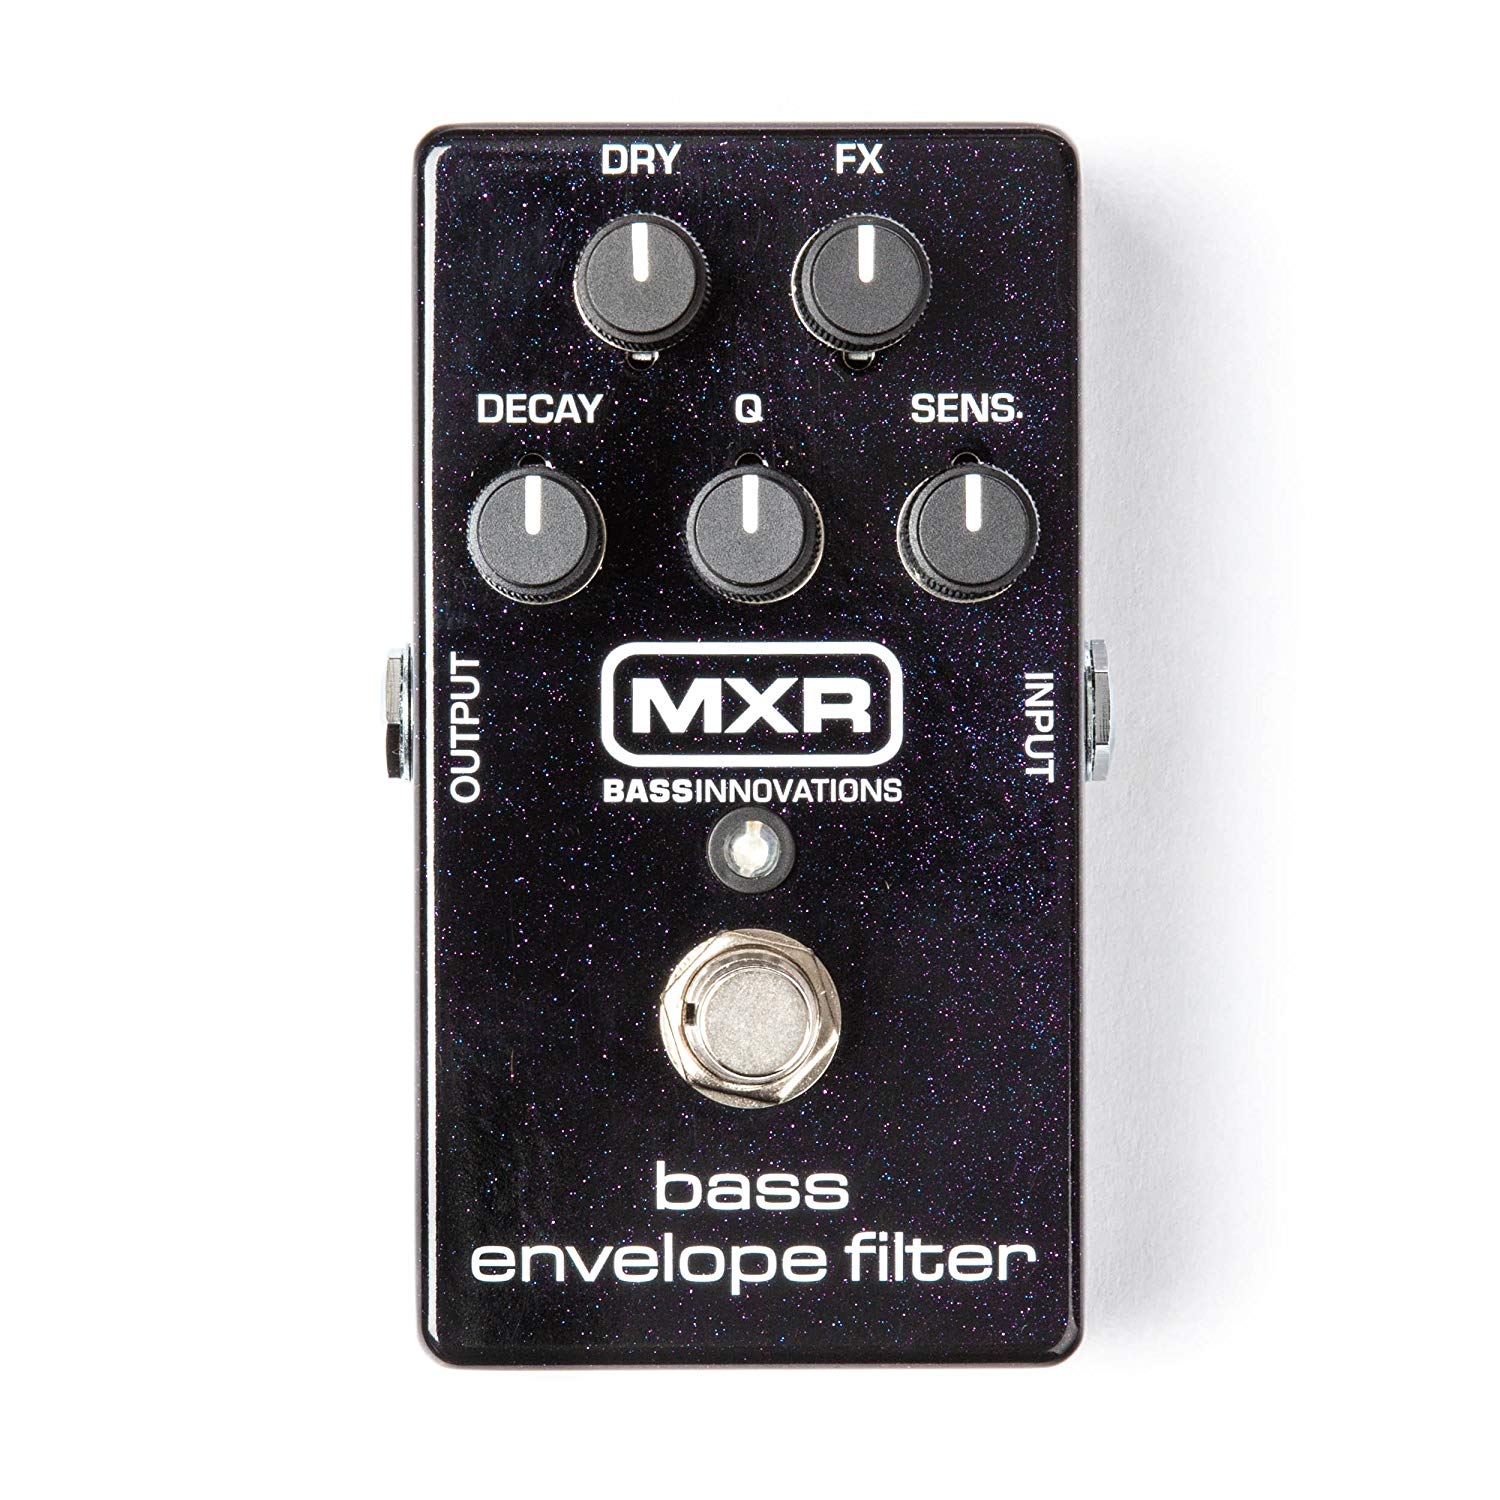 DRY FX
DECAY Q SENS.
OUTPUT
INPUT
MXR
BASSINNOVATIONS
bass
envelope filter